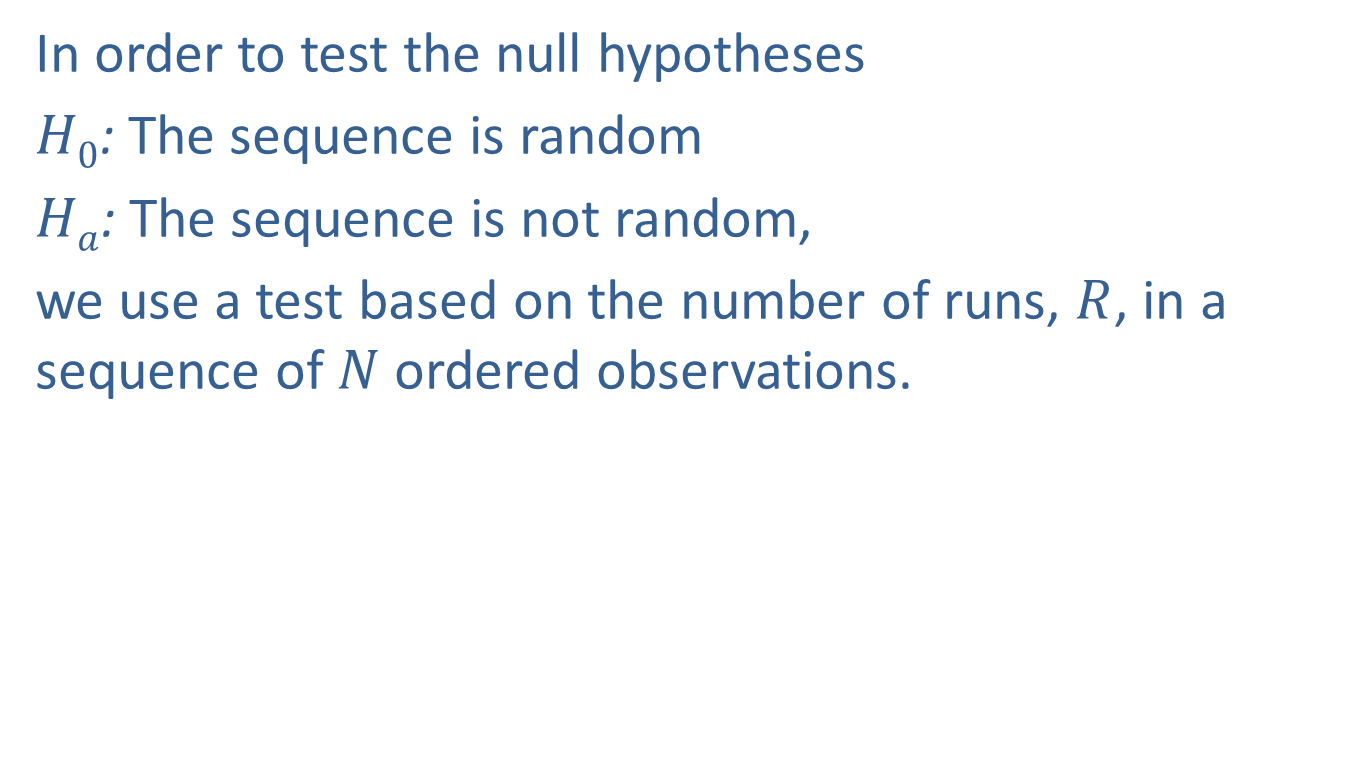 In order to test the null hypotheses
H₀: The sequence is random
Hₐ: The sequence is not random,
we use a test based on the number of runs, R, in a
sequence of N ordered observations.